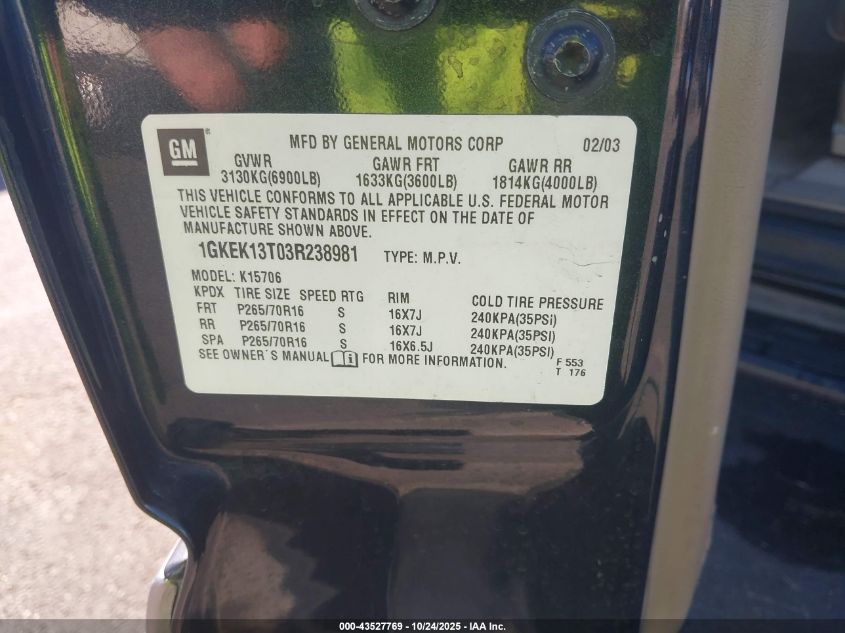 GM ®
MFD BY GENERAL MOTORS CORP 02/03
GVWR GAWR FRT GAWR RR
3130KG(6900LB) 1633KG(3600LB) 1814KG(4000LB)
THIS VEHICLE CONFORMS TO ALL APPLICABLE U.S. FEDERAL MOTOR
VEHICLE SAFETY STANDARDS IN EFFECT ON THE DATE OF
MANUFACTURE SHOWN ABOVE.
1GKEK13T03R238981 TYPE: M.P.V.
MODEL: K15706
KPDX TIRE SIZE SPEED RTG RIM COLD TIRE PRESSURE
FRT P265/70R16 S 16X7J 240KPA(35PSi)
RR P265/70R16 S 16X7J 240KPA(35PSI)
SPA P265/70R16 S 16X6.5J 240KPA(35PSI)
SEE OWNER'S MANUAL FOR MORE INFORMATION.
F 553
T 176
000-43527769 - 10/24/2025 - IAA Inc.